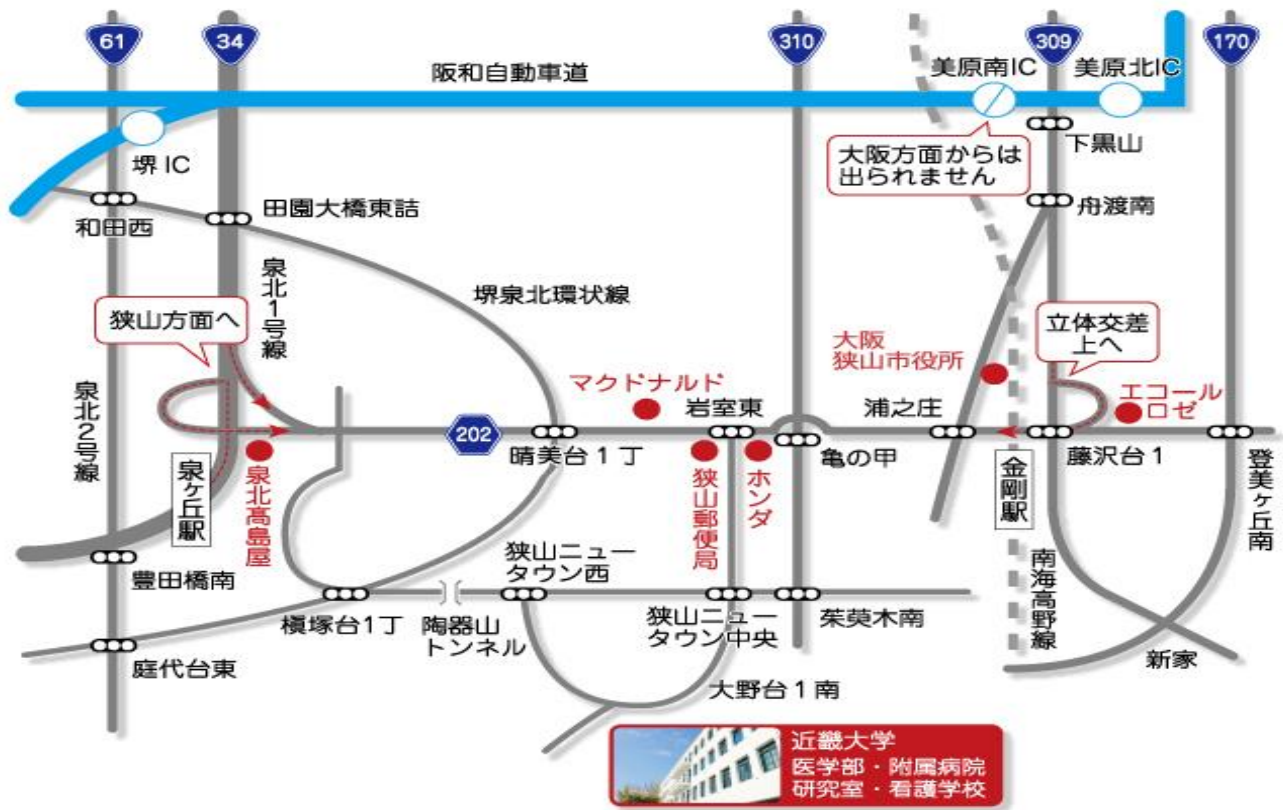 61
34
310
309
170
阪和自動車道
美原南IC
美原北IC
堺IC
大阪方面からは
出られません
下黒山
和田西
田園大橋東詰
舟渡南
泉北1号線
堺泉北環状線
狭山方面へ
大阪
狭山市役所
立体交差
上へ
マクドナルド
エコール
ロゼ
泉北2号線
岩室東
浦之庄
202
晴美台1丁
亀の甲
藤沢台1
泉ヶ丘駅
泉北髙島屋
狭山郵便局
ホンダ
金剛駅
登美ヶ丘南
豊田橋南
狭山ニュー
タウン西
南海高野線
槇塚台1丁
陶器山
トンネル
狭山ニュー
タウン中央
茱萸木南
庭代台東
大野台1南
新家
近畿大学
医学部・附属病院
研究室・看護学校